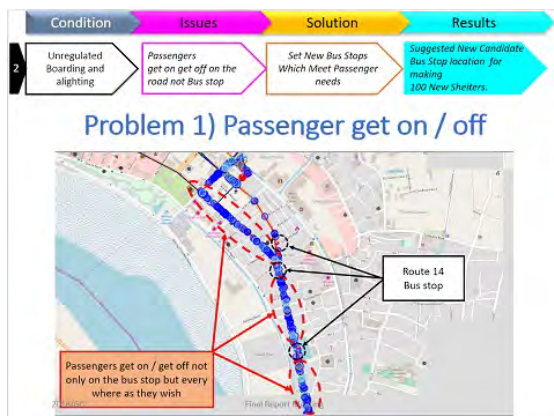 Condition
Issues
Solution
Results
2
Unregulated
Boarding and
alighting
Passengers
get on get off on the
road not Bus stop
Set New Bus Stops
Which Meet Passenger
needs
Suggested New Candidate
Bus Stop location for
making
100 New Shelters.
Problem 1) Passenger get on / off
Route 14
Bus stop
Passengers get on / get off not
only on the bus stop but every
where as they wish
Final Report